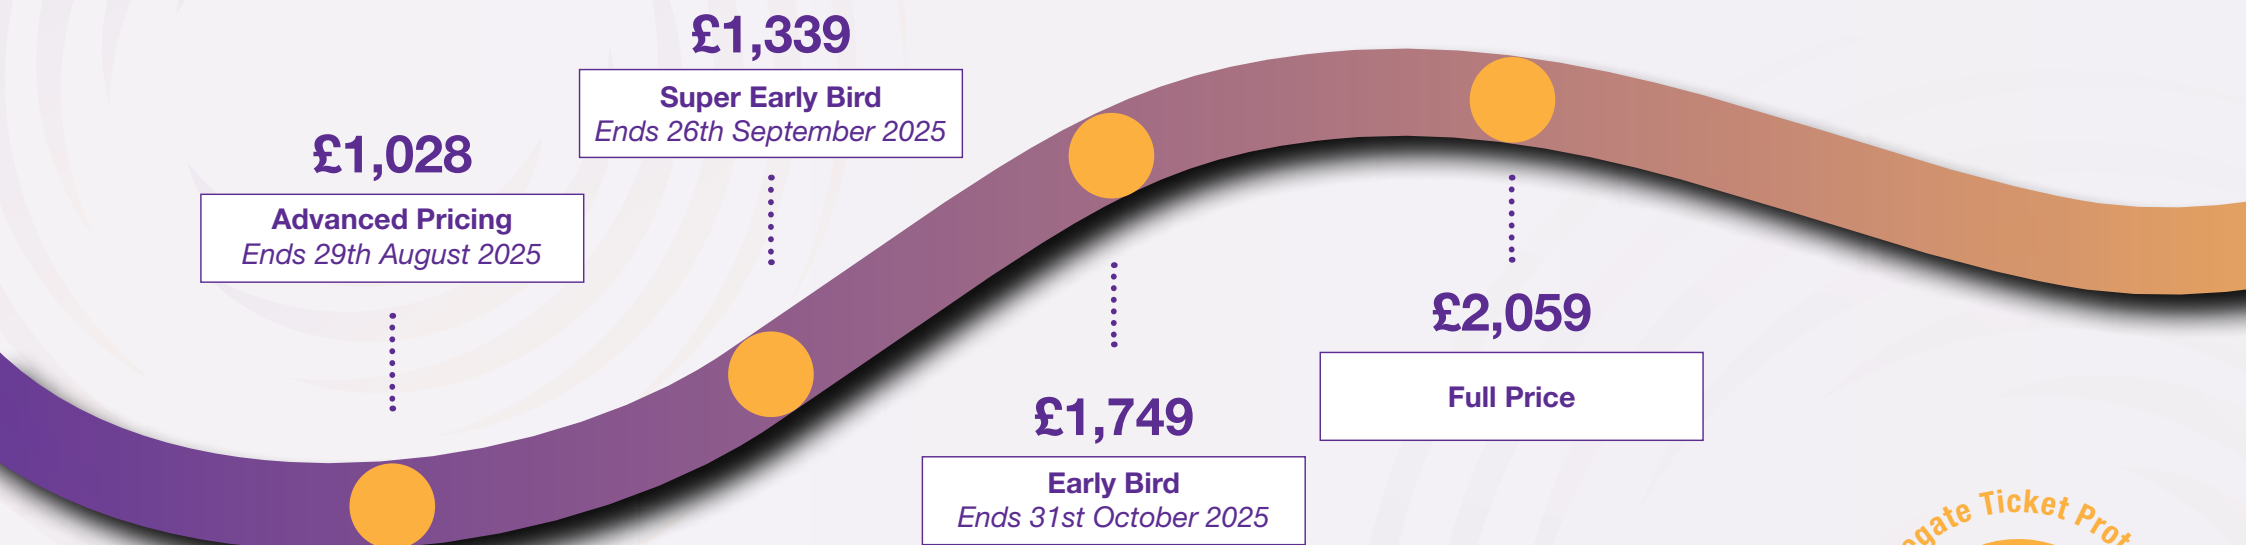 £1,028
Advanced Pricing
Ends 29th August 2025
£1,339
Super Early Bird
Ends 26th September 2025
£1,749
Early Bird
Ends 31st October 2025
£2,059
Full Price
Ticket